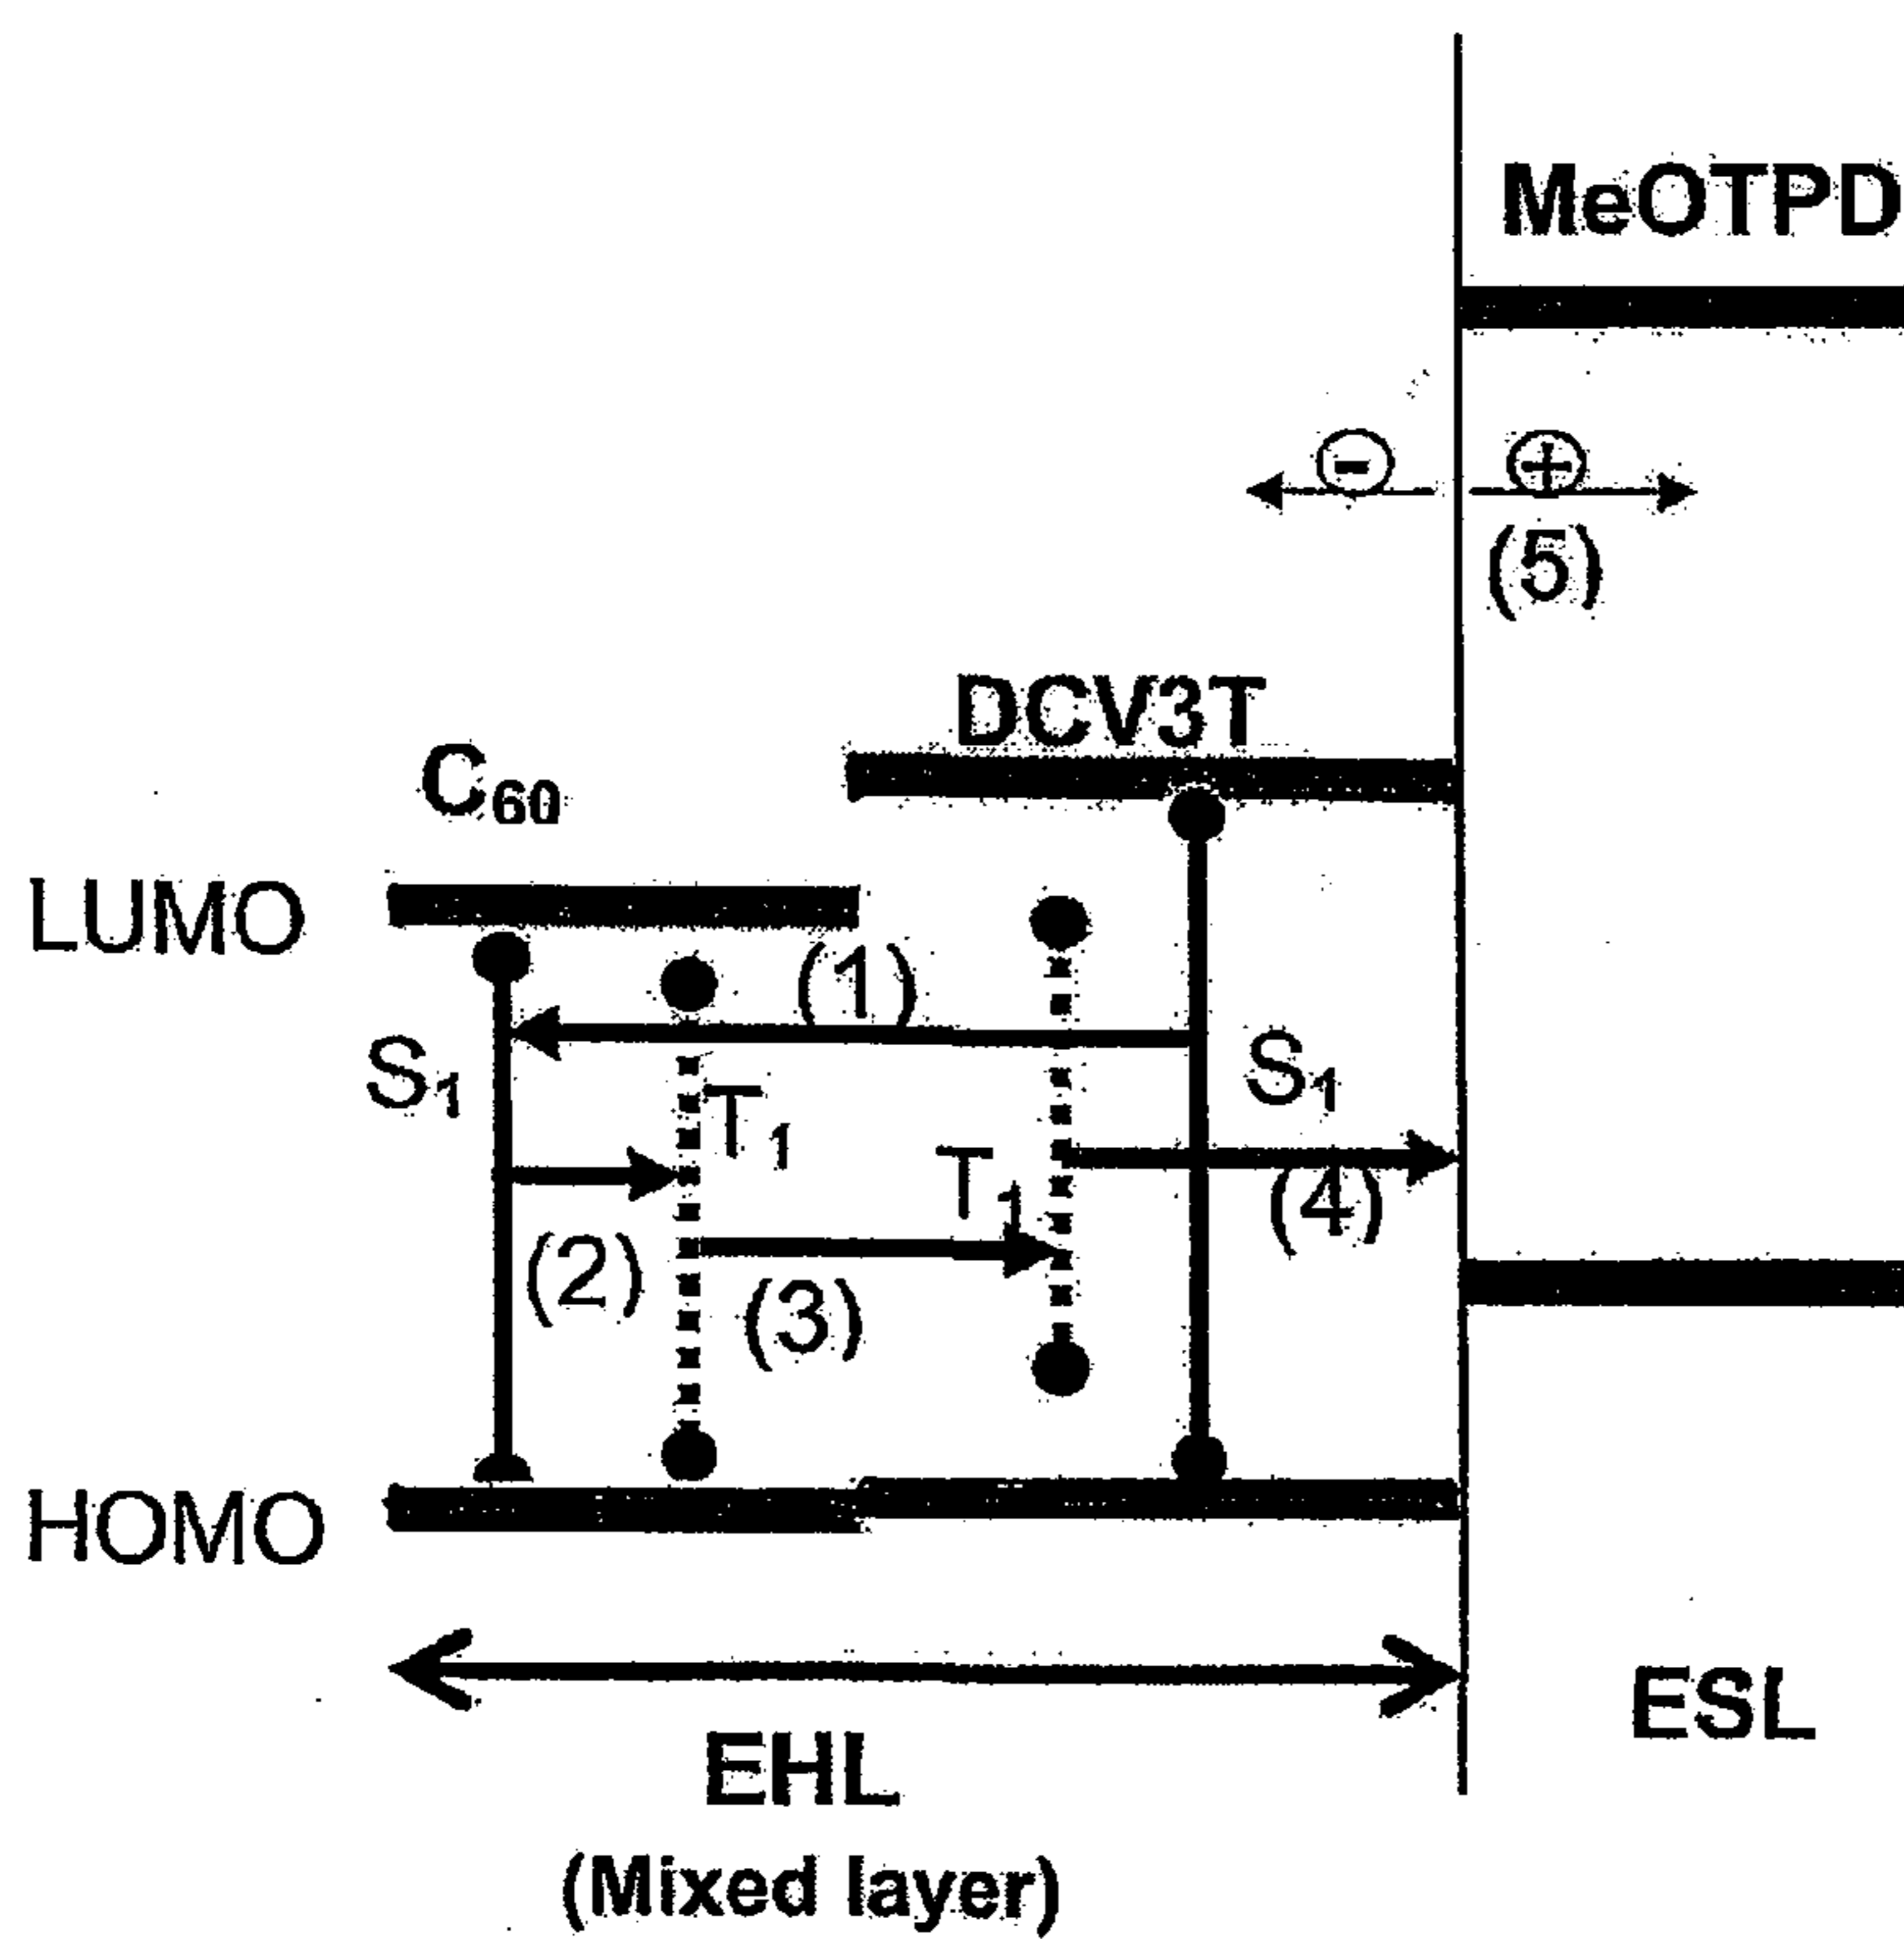 MeOTPD
⊖ ⊕
(5)
DCV3T
C₆₀
LUMO
(1)
S₁
T₁
S₁
T₁
(4)
(2)
(3)
HOMO
ESL
EHL
(Mixed layer)